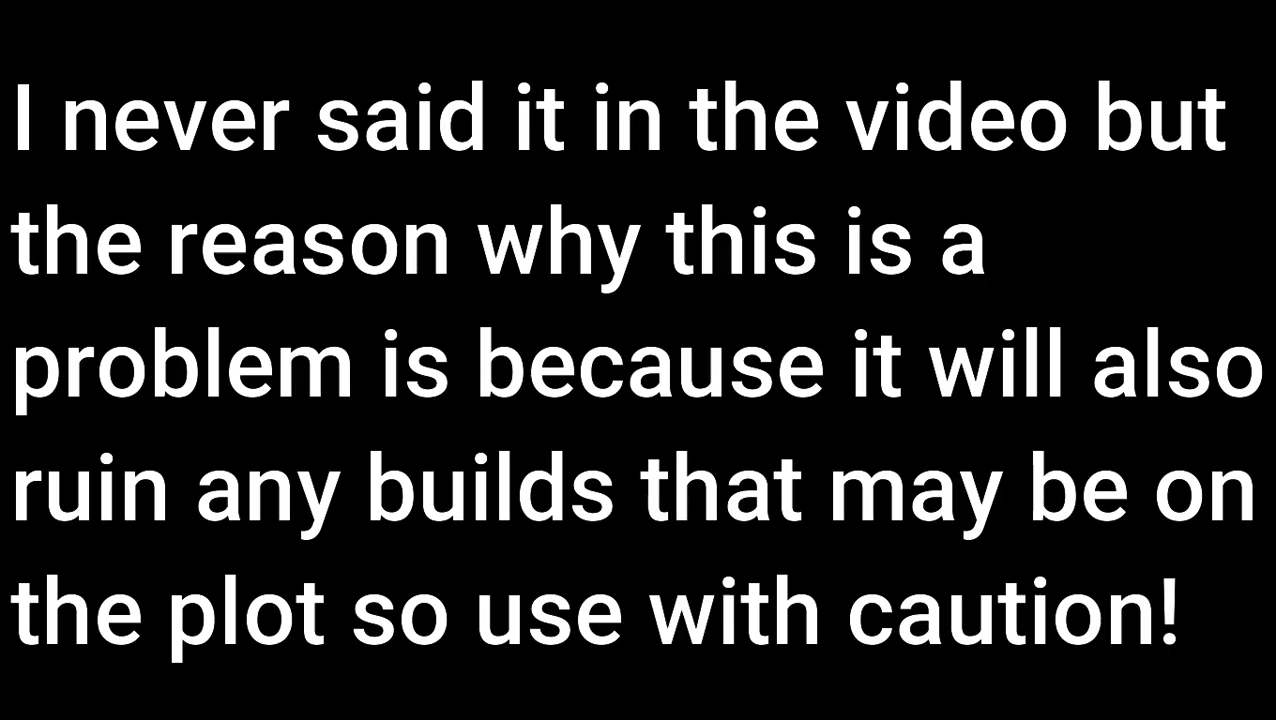 I never said it in the video but
the reason why this is a
problem is because it will also
ruin any builds that may be on
the plot so use with caution!